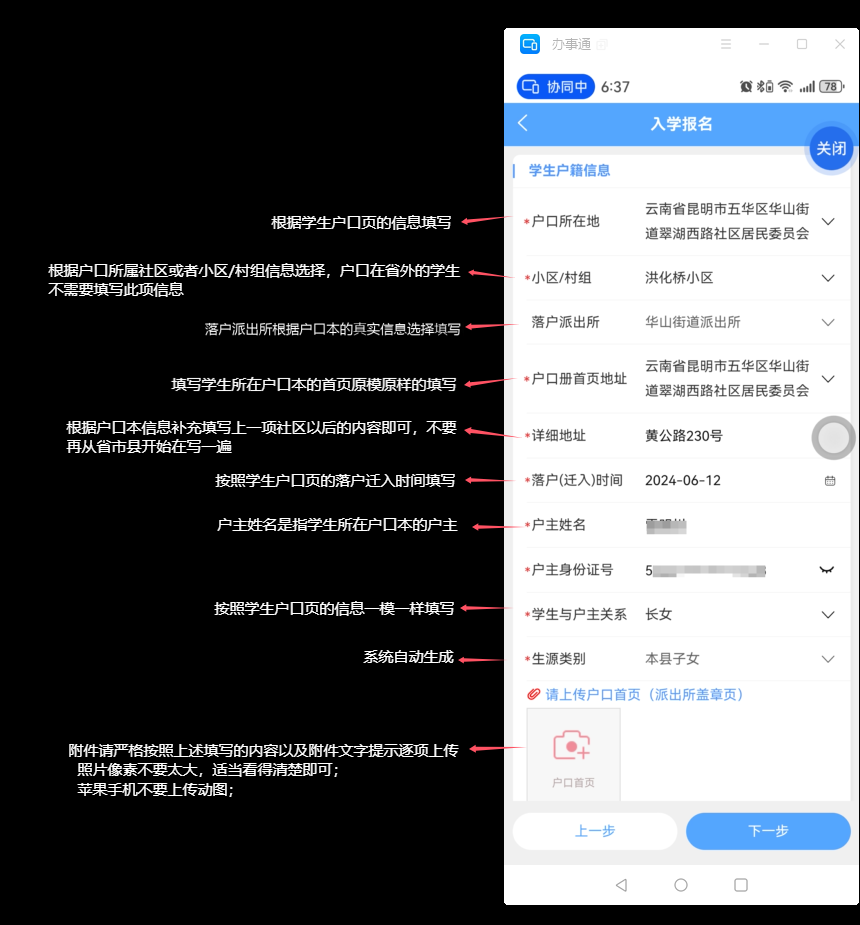 办事通
协同中 6:37
78
入学报名
关闭
学生户籍信息
根据学生户口页的信息填写
*户口所在地
云南省昆明市五华区华山街
道翠湖西路社区居民委员会
根据户口所属社区或者小区/村组信息选择，户口在省外的学生
不需要填写此项信息
*小区/村组
洪化桥小区
落户派出所根据户口本的真实信息选择填写
落户派出所
华山街道派出所
填写学生所在户口本的首页原模原样的填写
*户口册首页地址
云南省昆明市五华区华山街
道翠湖西路社区居民委员会
根据户口本信息补充填写上一项社区以后的内容即可，不要
再从省市县开始在写一遍
*详细地址
黄公路230号
按照学生户口页的落户迁入时间填写
*落户(迁入)时间
2024-06-12
户主姓名是指学生所在户口本的户主
*户主姓名
*户主身份证号
5
按照学生户口页的信息一模一样填写
*学生与户主关系
长女
系统自动生成
*生源类别
本县子女
请上传户口首页（派出所盖章页）
附件请严格按照上述填写的内容以及附件文字提示逐项上传
照片像素不要太大，适当看得清楚即可；
苹果手机不要上传动图；
户口首页
上一步
下一步